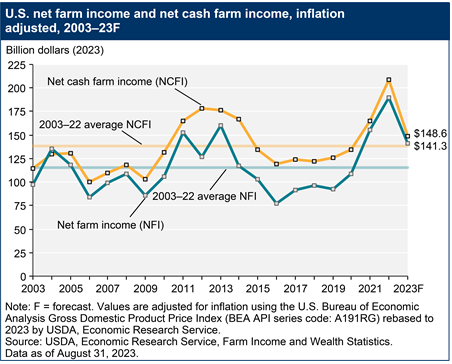 U.S. net farm income and net cash farm income, inflation
adjusted, 2003–23F
Billion dollars (2023)
225
200
175
150
125
100
75
50
25
0
Net cash farm income (NCFI)
2003–22 average NCFI
$148.6
$141.3
2003–22 average NFI
Net farm income (NFI)
2003 2005 2007 2009 2011 2013 2015 2017 2019 2021 2023F
Note: F = forecast. Values are adjusted for inflation using the U.S. Bureau of Economic
Analysis Gross Domestic Product Price Index (BEA API series code: A191RG) rebased to
2023 by USDA, Economic Research Service.
Source: USDA, Economic Research Service, Farm Income and Wealth Statistics.
Data as of August 31, 2023.